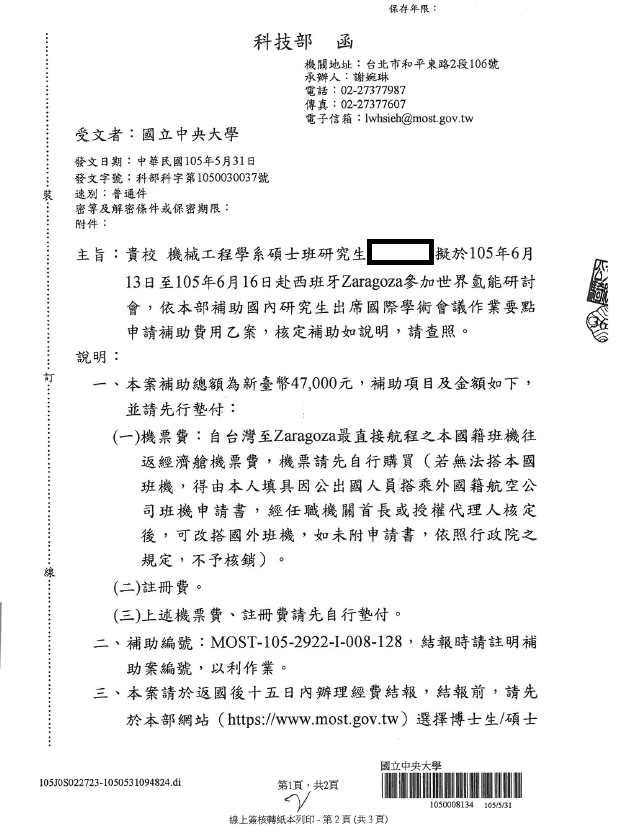 保存年限：
科技部　函
機關地址：台北市和平東路2段106號
承辦人：謝婉琳
電話：02-27377987
傳真：02-27377607
電子信箱：lwhsieh@most.gov.tw
受文者：國立中央大學
發文日期：中華民國105年5月31日
發文字號：科部科字第1050030037號
速別：普通件
密等及解密條件或保密期限：
附件：
主旨：貴校 機械工程學系碩士班研究生 擬於105年6月
13日至105年6月16日赴西班牙Zaragoza參加世界氫能研討
會，依本部補助國內研究生出席國際學術會議作業要點
申請補助費用乙案，核定補助如說明，請查照。
說明：
一、本案補助總額為新臺幣47,000元，補助項目及金額如下，
並請先行墊付：
(一)機票費：自台灣至Zaragoza最直接航程之本國籍班機往
返經濟艙機票費，機票請先自行購買（若無法搭本國
班機，得由本人填具因公出國人員搭乘外國籍航空公
司班機申請書，經任職機關首長或授權代理人核定
後，可改搭國外班機，如未附申請書，依照行政院之
規定，不予核銷）。
(二)註冊費。
(三)上述機票費、註冊費請先自行墊付。
二、補助編號：MOST-105-2922-I-008-128，結報時請註明補
助案編號，以利作業。
三、本案請於返國後十五日內辦理經費結報，結報前，請先
於本部網站（https://www.most.gov.tw）選擇博士生/碩士
裝
訂
線
105J0S022723-1050531094824.di
第1頁，共2頁
國立中央大學
1050008134 105/5/31
線上簽核轉紙本列印 - 第 2 頁 (共 3 頁)